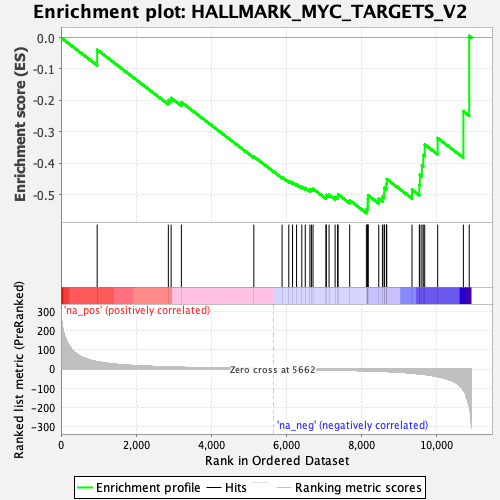 Enrichment plot: HALLMARK_MYC_TARGETS_V2
Enrichment score (ES)
0.0
-0.1
-0.2
-0.3
-0.4
-0.5
'na_pos' (positively correlated)
Ranked list metric (PreRanked)
300
200
100
0
-100
-200
-300
Zero cross at 5662
'na_neg' (negatively correlated)
0
2,000
4,000
6,000
8,000
10,000
Rank in Ordered Dataset
Enrichment profile
Hits
Ranking metric scores